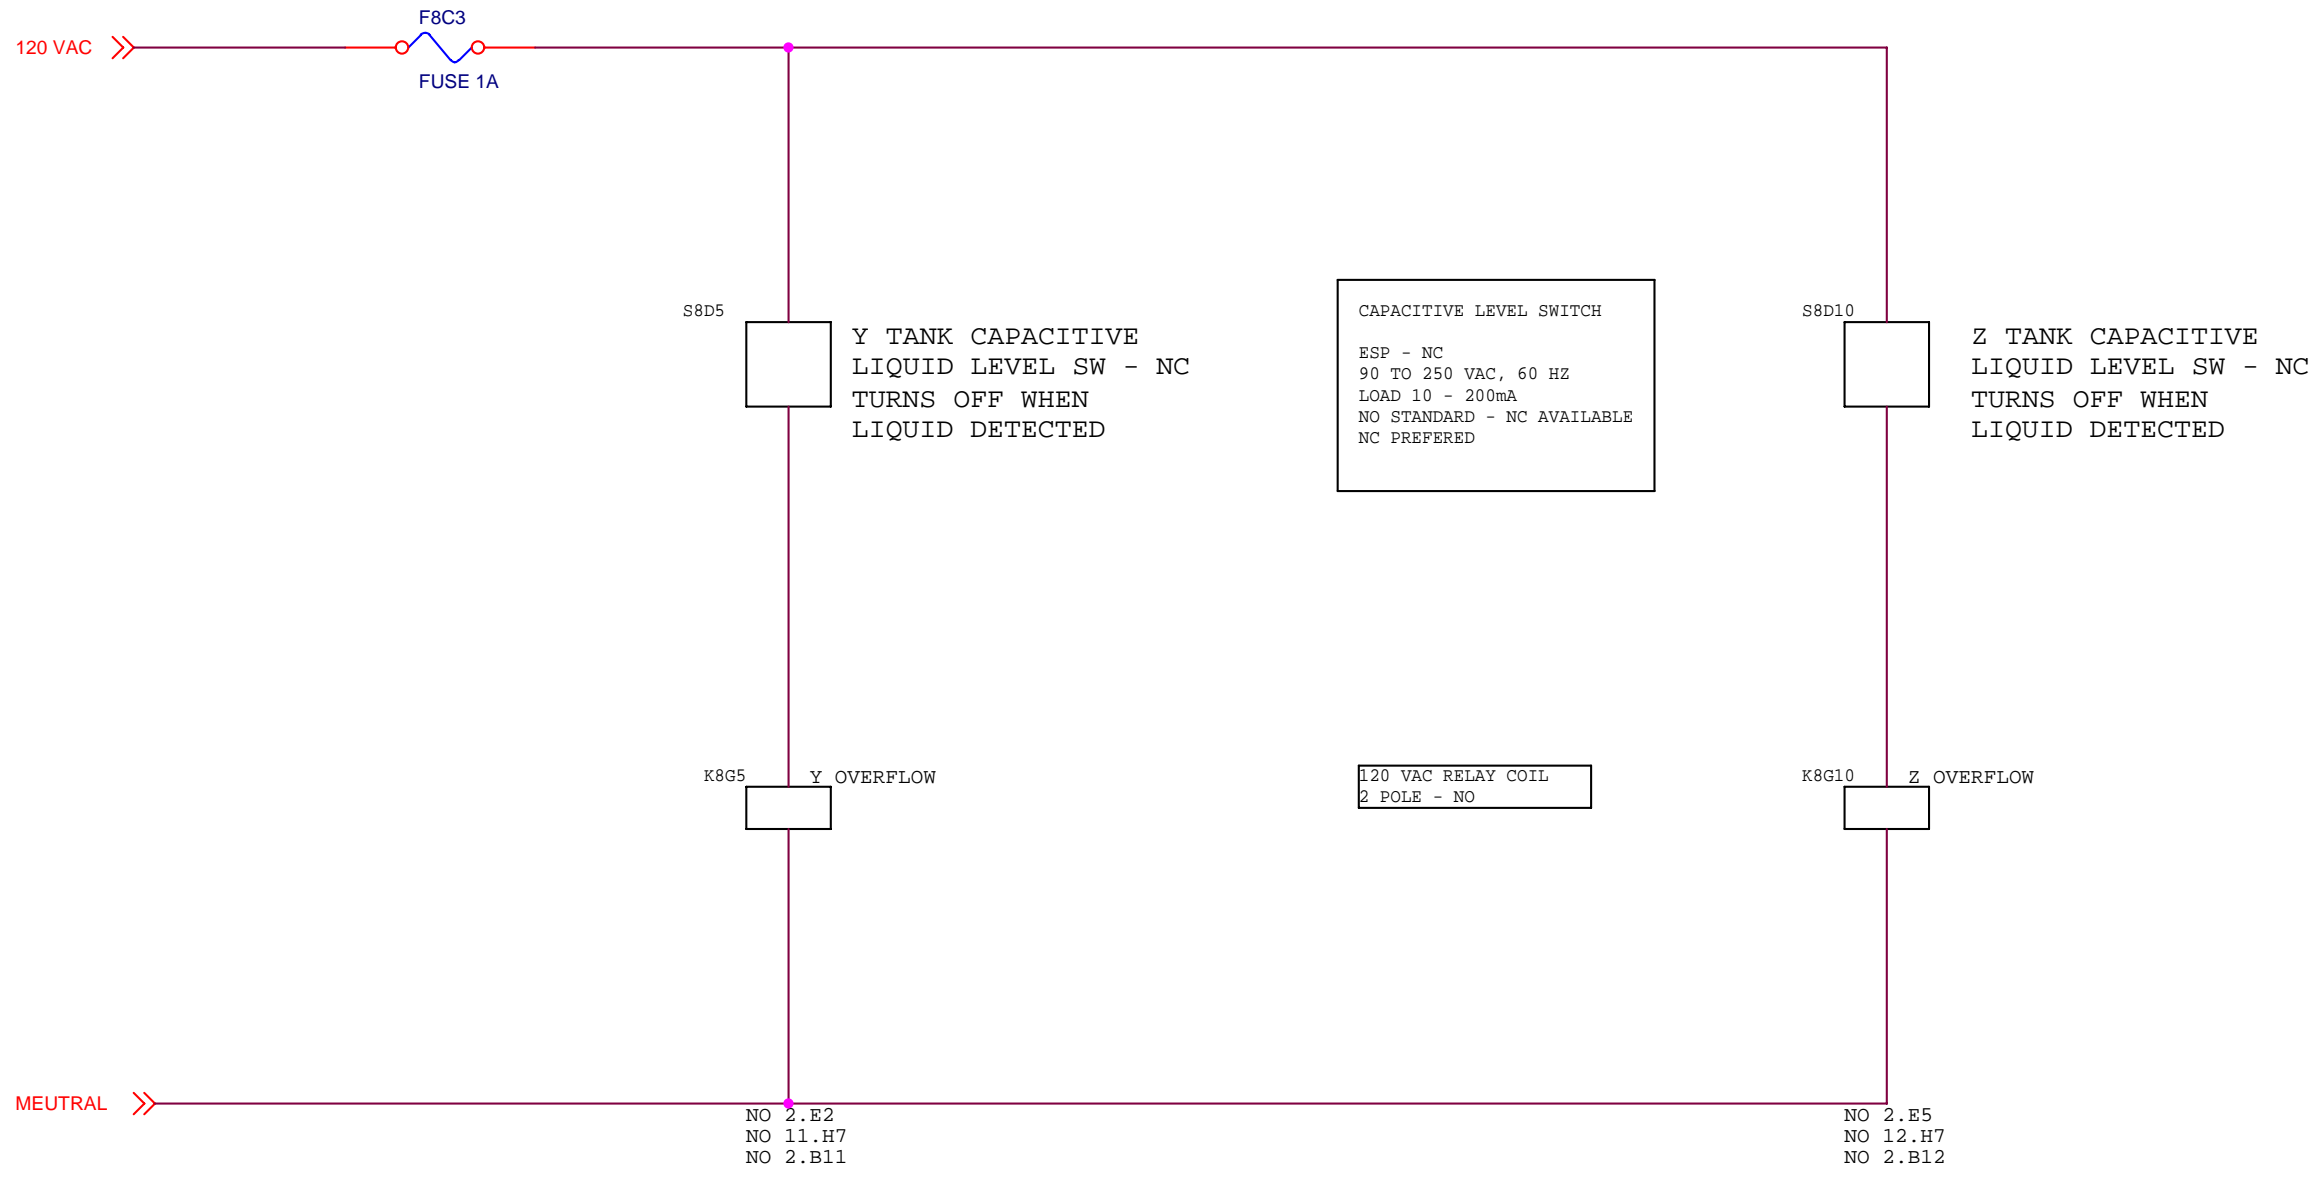 F8C3
120 VAC
FUSE 1A
S8D5
Y TANK CAPACITIVE
LIQUID LEVEL SW - NC
TURNS OFF WHEN
LIQUID DETECTED
CAPACITIVE LEVEL SWITCH
ESP - NC
90 TO 250 VAC, 60 HZ
LOAD 10 - 200mA
NO STANDARD - NC AVAILABLE
NC PREFERED
S8D10
Z TANK CAPACITIVE
LIQUID LEVEL SW - NC
TURNS OFF WHEN
LIQUID DETECTED
K8G5
Y OVERFLOW
120 VAC RELAY COIL
2 POLE - NO
K8G10
Z OVERFLOW
MEUTRAL
NO 2.E2
NO 11.H7
NO 2.B11
NO 2.E5
NO 12.H7
NO 2.B12